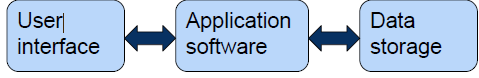 User
interface
Application
software
Data
storage